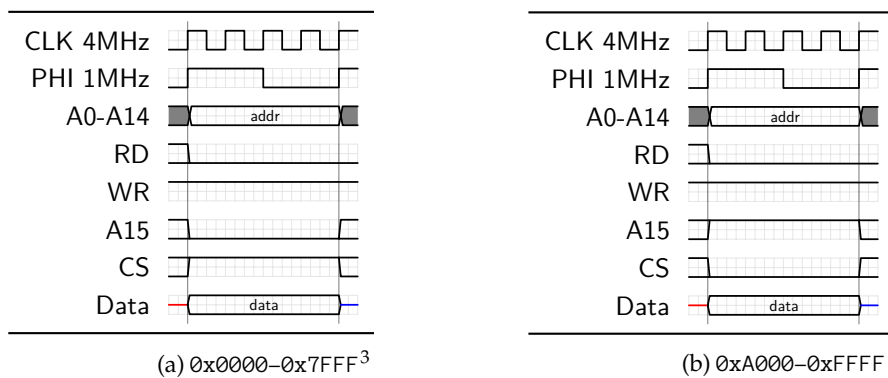 CLK 4MHz
PHI 1MHz
A0-A14
addr
RD
WR
A15
CS
Data
data
(a) 0x0000–0x7FFF3
CLK 4MHz
PHI 1MHz
A0-A14
addr
RD
WR
A15
CS
Data
data
(b) 0xA000–0xFFFF